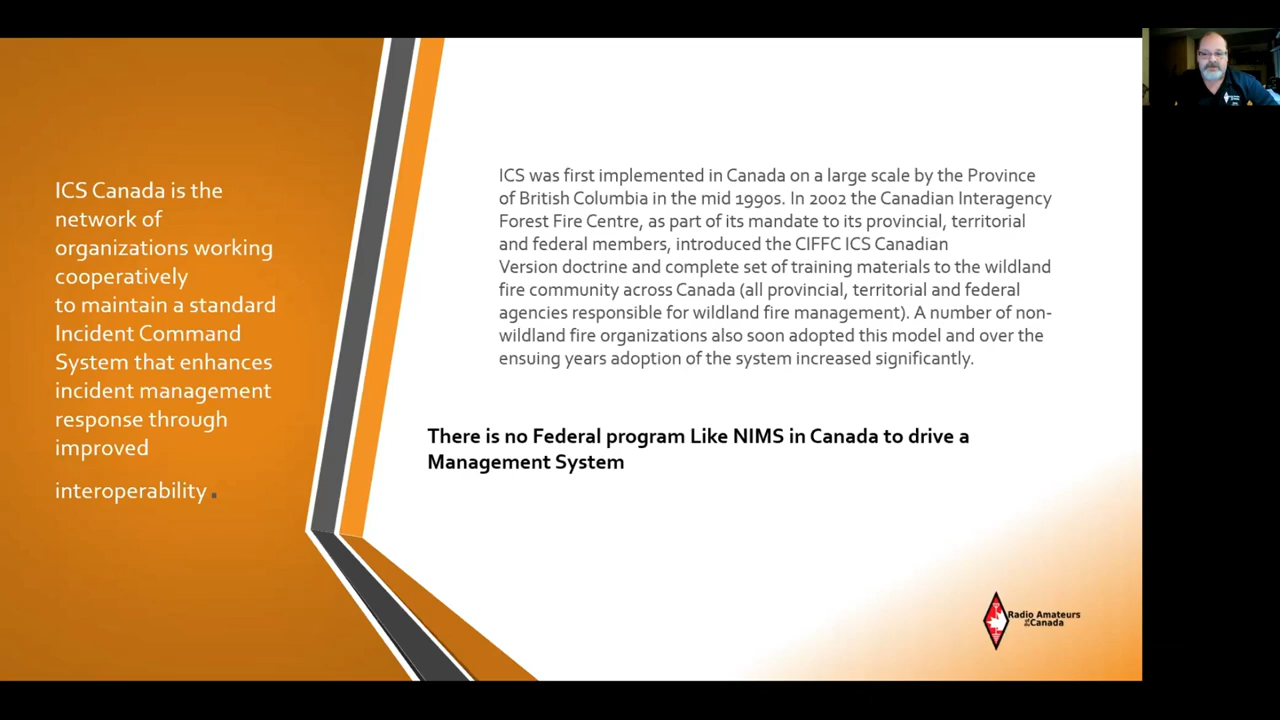 ICS Canada is the
network of
organizations working
cooperatively
to maintain a standard
Incident Command
System that enhances
incident management
response through
improved
interoperability.
ICS was first implemented in Canada on a large scale by the Province
of British Columbia in the mid 1990s. In 2002 the Canadian Interagency
Forest Fire Centre, as part of its mandate to its provincial, territorial
and federal members, introduced the CIFFC ICS Canadian
Version doctrine and complete set of training materials to the wildland
fire community across Canada (all provincial, territorial and federal
agencies responsible for wildland fire management). A number of non-
wildland fire organizations also soon adopted this model and over the
ensuing years adoption of the system increased significantly.
There is no Federal program Like NIMS in Canada to drive a
Management System
Radio Amateurs
of Canada